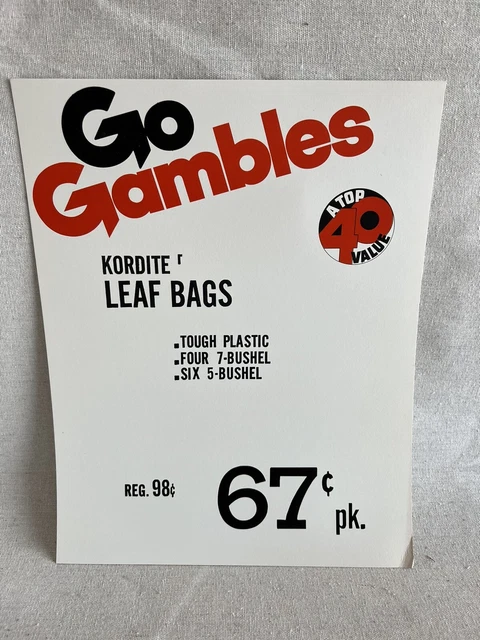 Go
Gambles
A TOP
40
VALUE
KORDITE r
LEAF BAGS
▪TOUGH PLASTIC
▪FOUR 7-BUSHEL
▪SIX 5-BUSHEL
REG. 98¢ 67¢ pk.